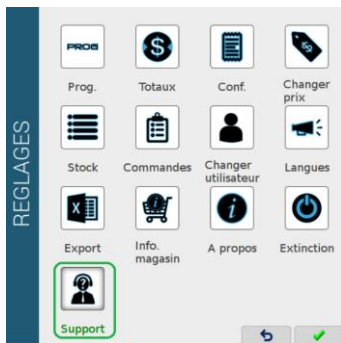 REGLAGES
PROG
Prog.
Totaux
Conf.
Changer
prix
Stock
Commandes
Changer
utilisateur
Langues
Export
Info.
magasin
A propos
Extinction
Support